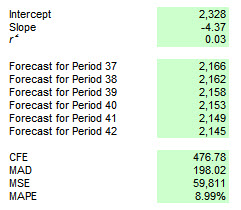 Intercept 2,328
Slope -4.37
r² 0.03
Forecast for Period 37 2,166
Forecast for Period 38 2,162
Forecast for Period 39 2,158
Forecast for Period 40 2,153
Forecast for Period 41 2,149
Forecast for Period 42 2,145
CFE 476.78
MAD 198.02
MSE 59,811
MAPE 8.99%